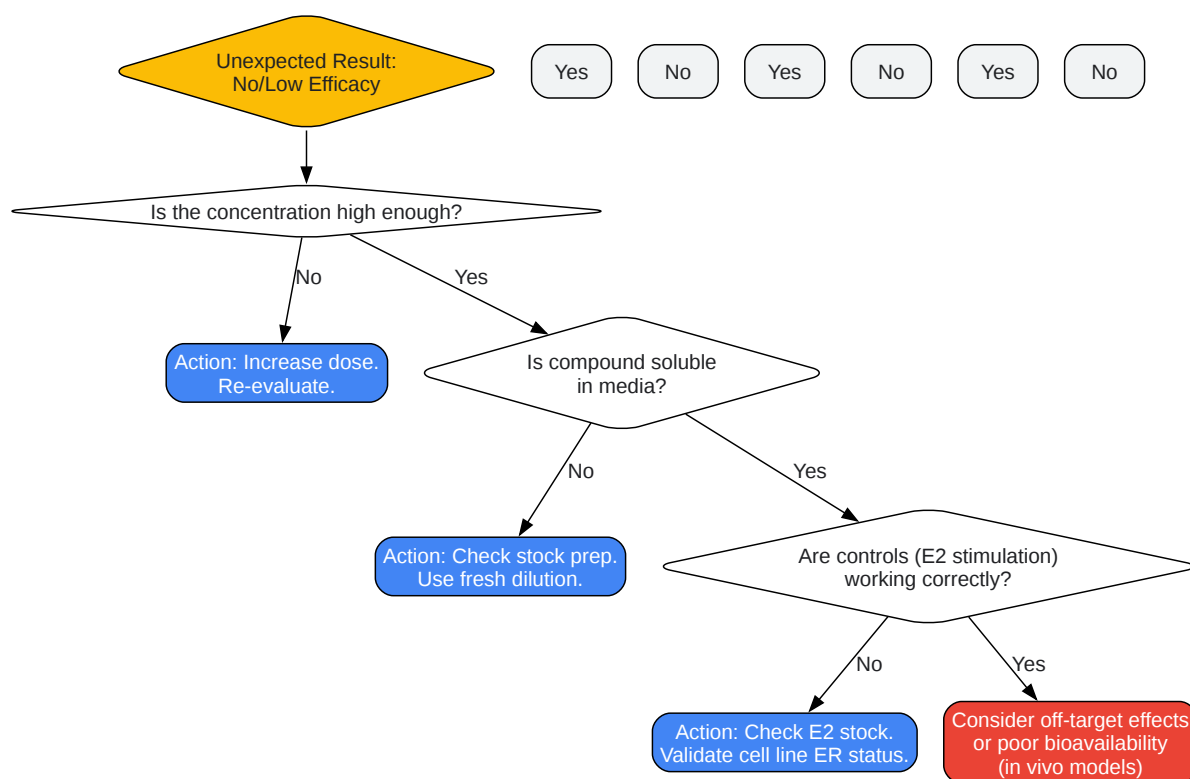 Unexpected Result:
No/Low Efficacy
Yes
No
Yes
No
Yes
No
Is the concentration high enough?
No
Yes
Action: Increase dose.
Re-evaluate.
Is compound soluble
in media?
No
Yes
Action: Check stock prep.
Use fresh dilution.
Are controls (E2 stimulation)
working correctly?
No
Yes
Action: Check E2 stock.
Validate cell line ER status.
Consider off-target effects
or poor bioavailability
(in vivo models)